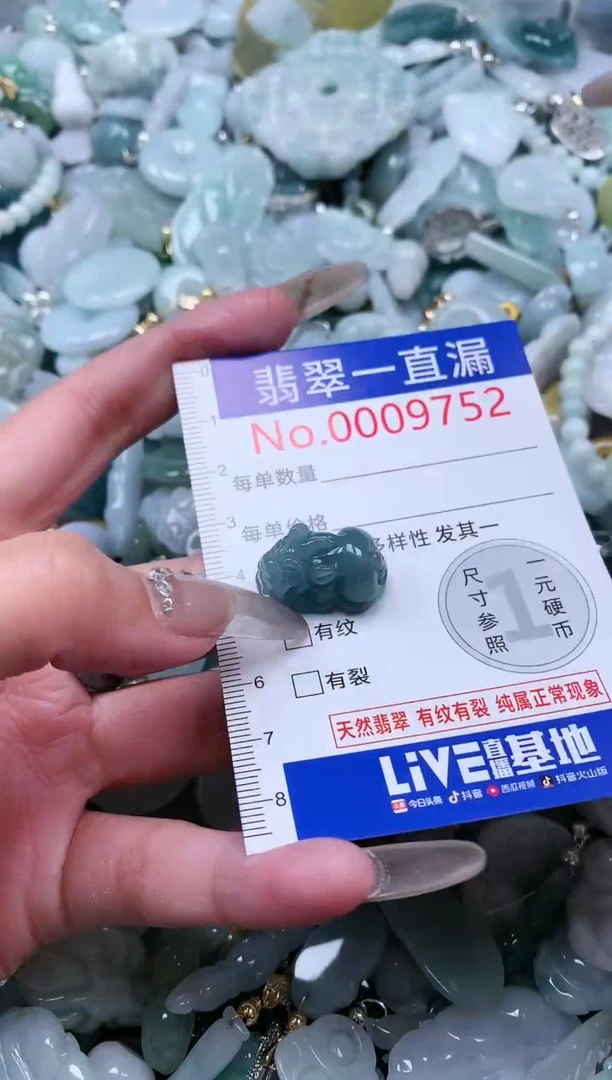 翡翠一直漏
No.0009752
每单数量
每单价格
多样性 发其一
有纹
有裂
一元硬币
尺寸参照
1
天然翡翠 有纹有裂 纯属正常现象
LiVE直播基地
今日头条 抖音 西瓜视频 抖音火山版
0
1
2
3
4
6
7
8